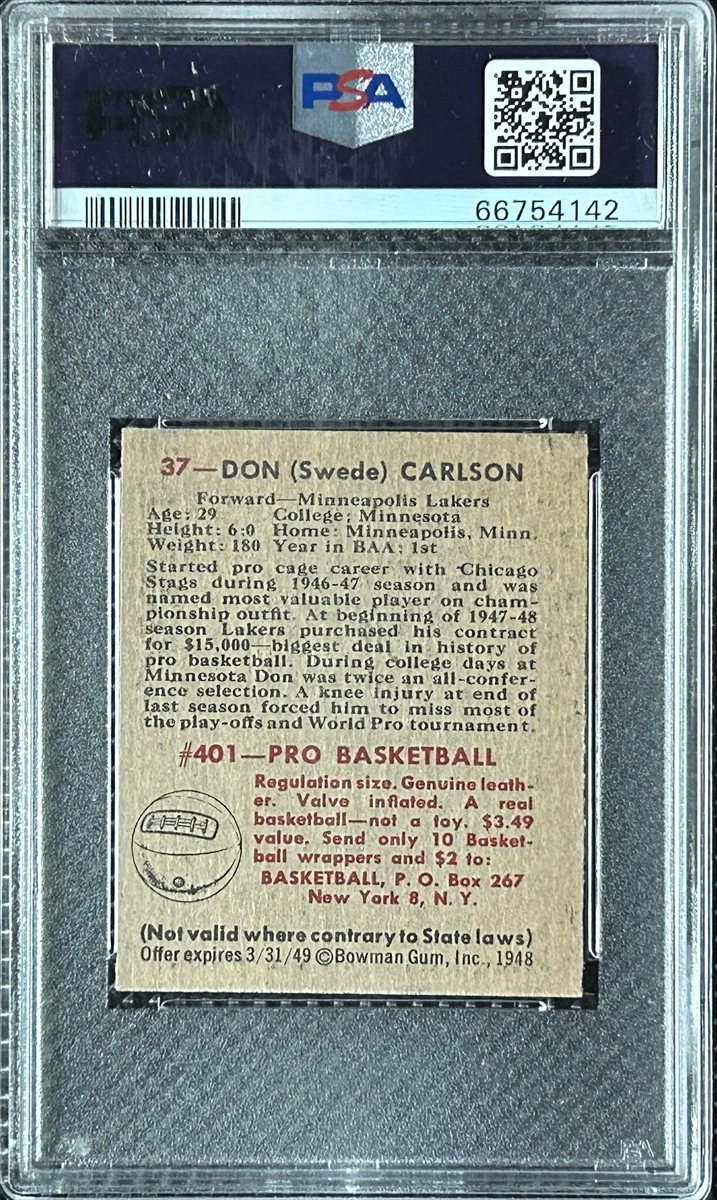 PSA
66754142
37—DON (Swede) CARLSON
Forward—Minneapolis Lakers
Age: 29 College: Minnesota
Height: 6:0 Home: Minneapolis, Minn.
Weight: 180 Year in BAA: 1st
Started pro cage career with Chicago
Stags during 1946-47 season and was
named most valuable player on cham-
pionship outfit. At beginning of 1947-48
season Lakers purchased his contract
for $15,000—biggest deal in history of
pro basketball. During college days at
Minnesota Don was twice an all-confer-
ence selection. A knee injury at end of
last season forced him to miss most of
the play-offs and World Pro tournament.
#401—PRO BASKETBALL
Regulation size. Genuine leath-
er. Valve inflated. A real
basketball—not a toy. $3.49
value. Send only 10 Basket-
ball wrappers and $2 to:
BASKETBALL, P. O. Box 267
New York 8, N. Y.
(Not valid where contrary to State laws)
Offer expires 3/31/49 ©Bowman Gum, Inc., 1948
PSA